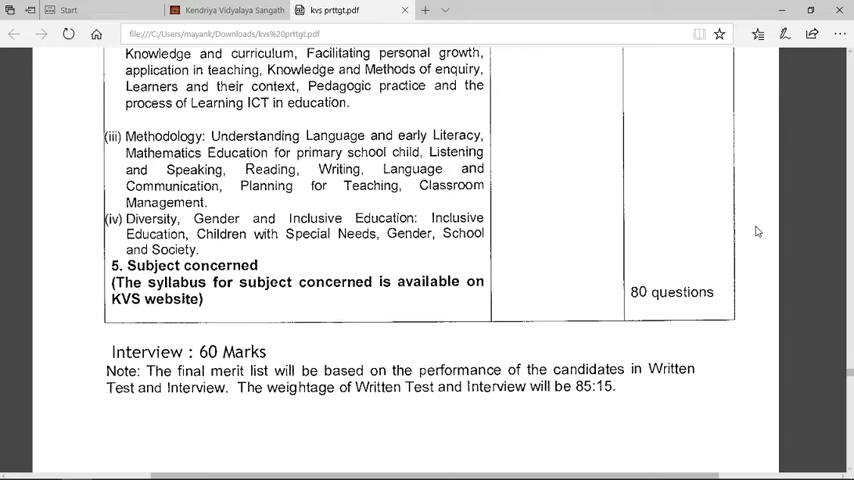 Start
Kendriya Vidyalaya Sangath
kvs prttgt.pdf
file:///C:/Users/mayank/Downloads/kvs%20prttgt.pdf
Knowledge and curriculum, Facilitating personal growth,
application in teaching, Knowledge and Methods of enquiry,
Learners and their context, Pedagogic practice and the
process of Learning ICT in education.
(iii) Methodology: Understanding Language and early Literacy,
Mathematics Education for primary school child, Listening
and Speaking, Reading, Writing, Language and
Communication, Planning for Teaching, Classroom
Management.
(iv) Diversity, Gender and Inclusive Education: Inclusive
Education, Children with Special Needs, Gender, School
and Society.
5. Subject concerned
(The syllabus for subject concerned is available on
KVS website)
80 questions
Interview : 60 Marks
Note: The final merit list will be based on the performance of the candidates in Written
Test and Interview. The weightage of Written Test and Interview will be 85:15.